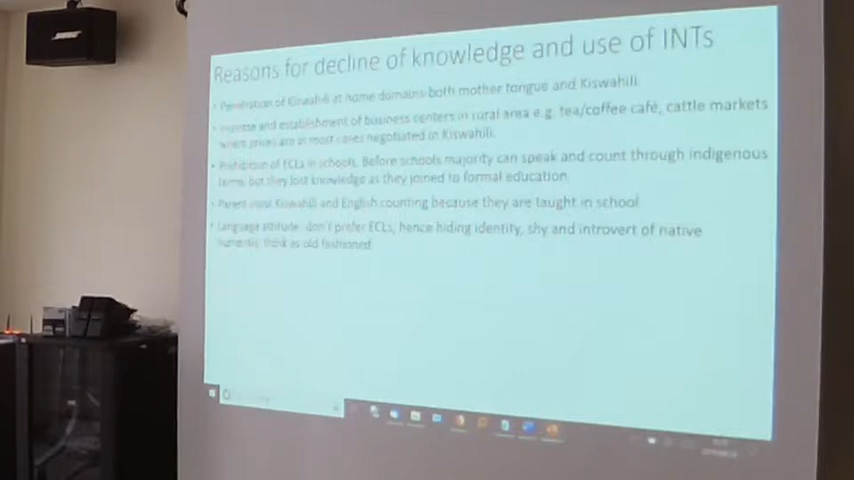 BOSE
Reasons for decline of knowledge and use of INTs
Penetration of Kiswahili at home domains-both mother tongue and Kiswahili.
Increase and establishment of business centers in rural area e.g. tea/coffee café, cattle markets
where prices are in most cases negotiated in Kiswahili.
Prohibition of ECLs in schools. Before schools majority can speak and count through indigenous
terms, but they lost knowledge as they joined to formal education.
Parent insist Kiswahili and English counting because they are taught in school
Language attitude: don't prefer ECLs, hence hiding identity, shy and introvert of native
numerals, think as old fashioned